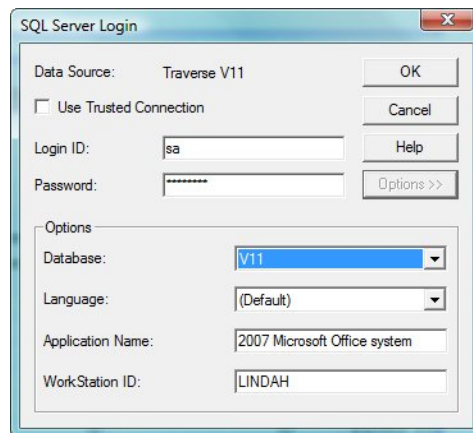 SQL Server Login
Data Source: Traverse V11 OK
Use Trusted Connection Cancel
Login ID: sa Help
Password: ******** Options >>
Options
Database: V11
Language: (Default)
Application Name: 2007 Microsoft Office system
WorkStation ID: LINDAH